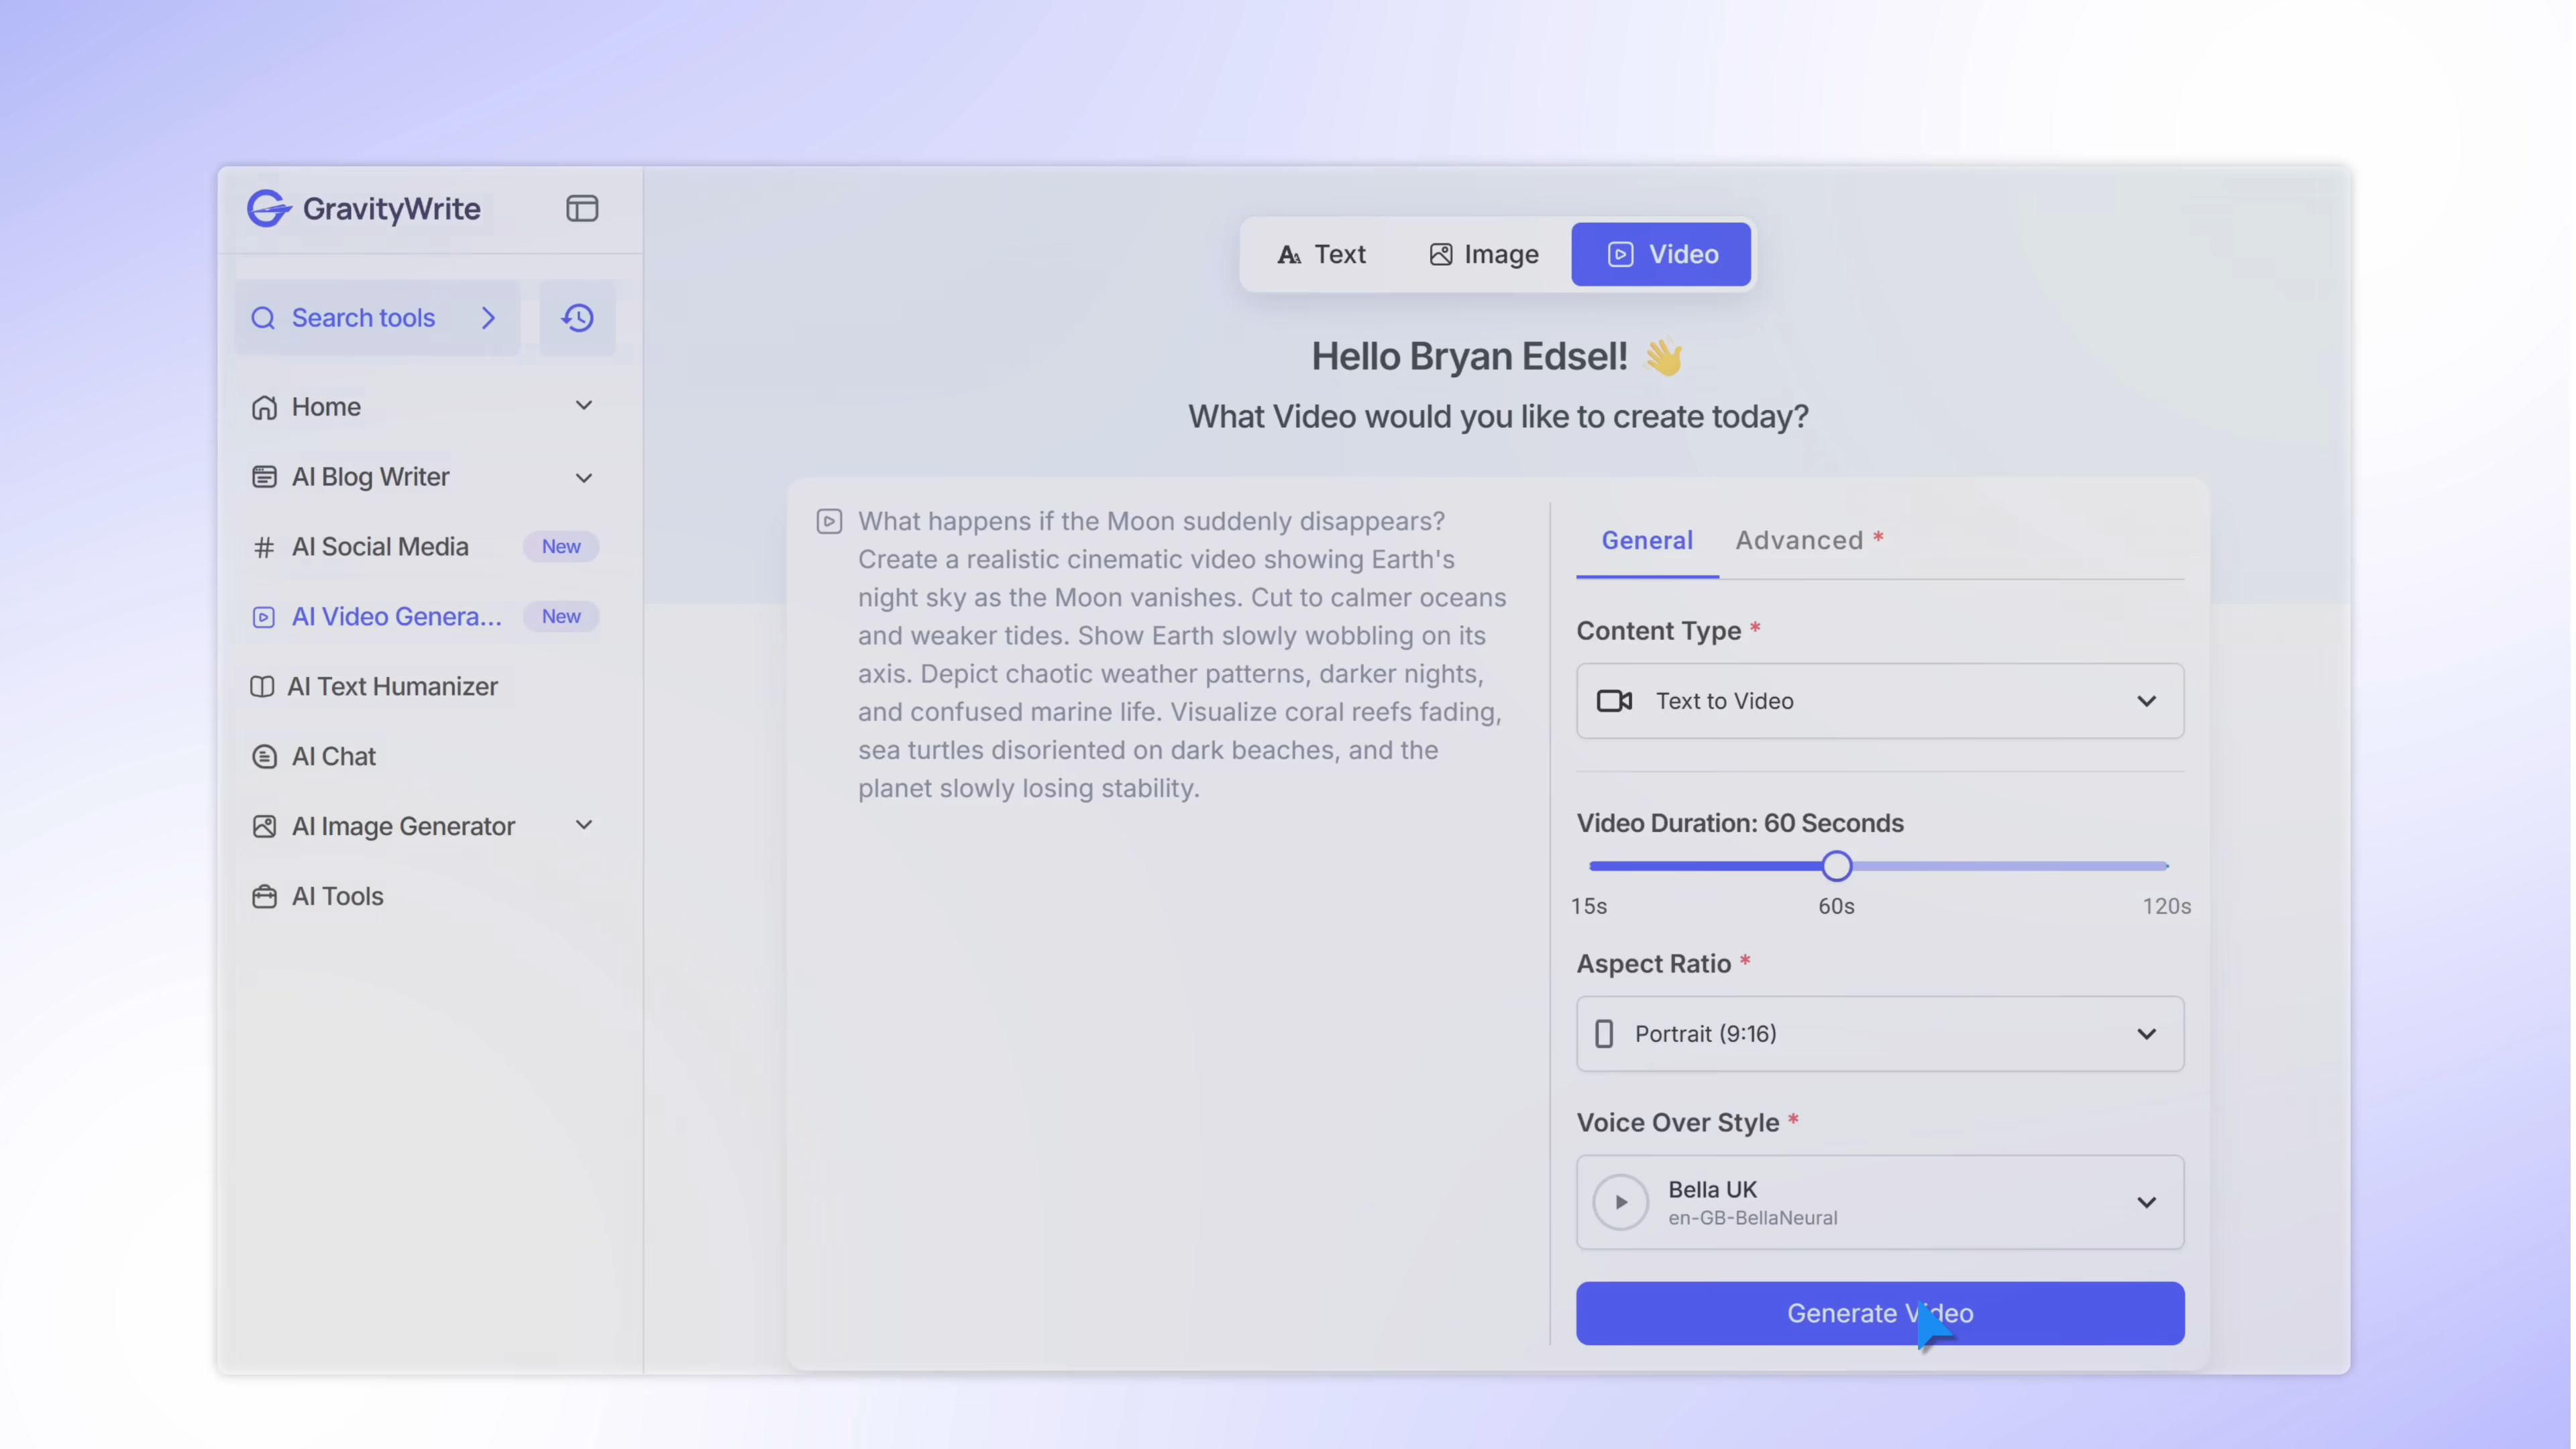 GravityWrite
Search tools
Home
AI Blog Writer
AI Social Media New
AI Video Genera... New
AI Text Humanizer
AI Chat
AI Image Generator
AI Tools
Text Image Video
Hello Bryan Edsel! 👋
What Video would you like to create today?
What happens if the Moon suddenly disappears?
Create a realistic cinematic video showing Earth's
night sky as the Moon vanishes. Cut to calmer oceans
and weaker tides. Show Earth slowly wobbling on its
axis. Depict chaotic weather patterns, darker nights,
and confused marine life. Visualize coral reefs fading,
sea turtles disoriented on dark beaches, and the
planet slowly losing stability.
General Advanced *
Content Type *
Text to Video
Video Duration: 60 Seconds
15s 60s 120s
Aspect Ratio *
Portrait (9:16)
Voice Over Style *
Bella UK
en-GB-BellaNeural
Generate Video